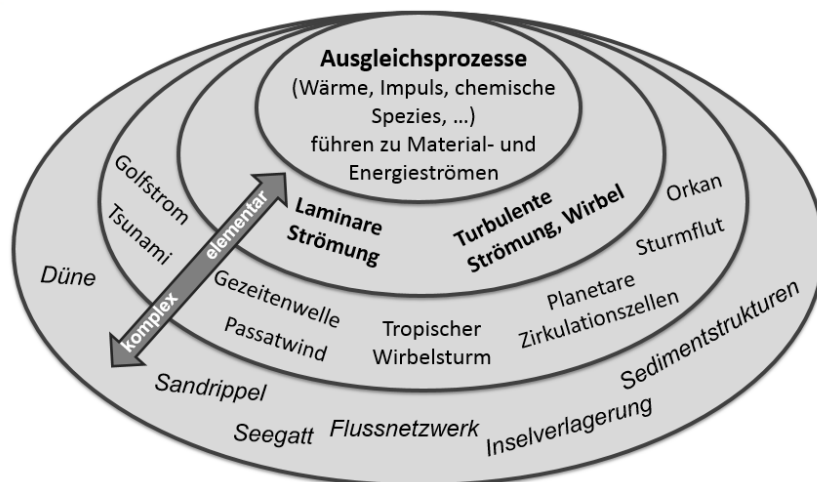 Ausgleichsprozesse
(Wärme, Impuls, chemische
Spezies, ...)
führen zu Material- und
Energieströmen
Laminare
Strömung
Turbulente
Strömung, Wirbel
elementar
komplex
Golfstrom
Tsunami
Gezeitenwelle
Passatwind
Tropischer
Wirbelsturm
Planetare
Zirkulationszellen
Orkan
Sturmflut
Düne
Sandrippel
Seegatt
Flussnetzwerk
Inselverlagerung
Sedimentstrukturen